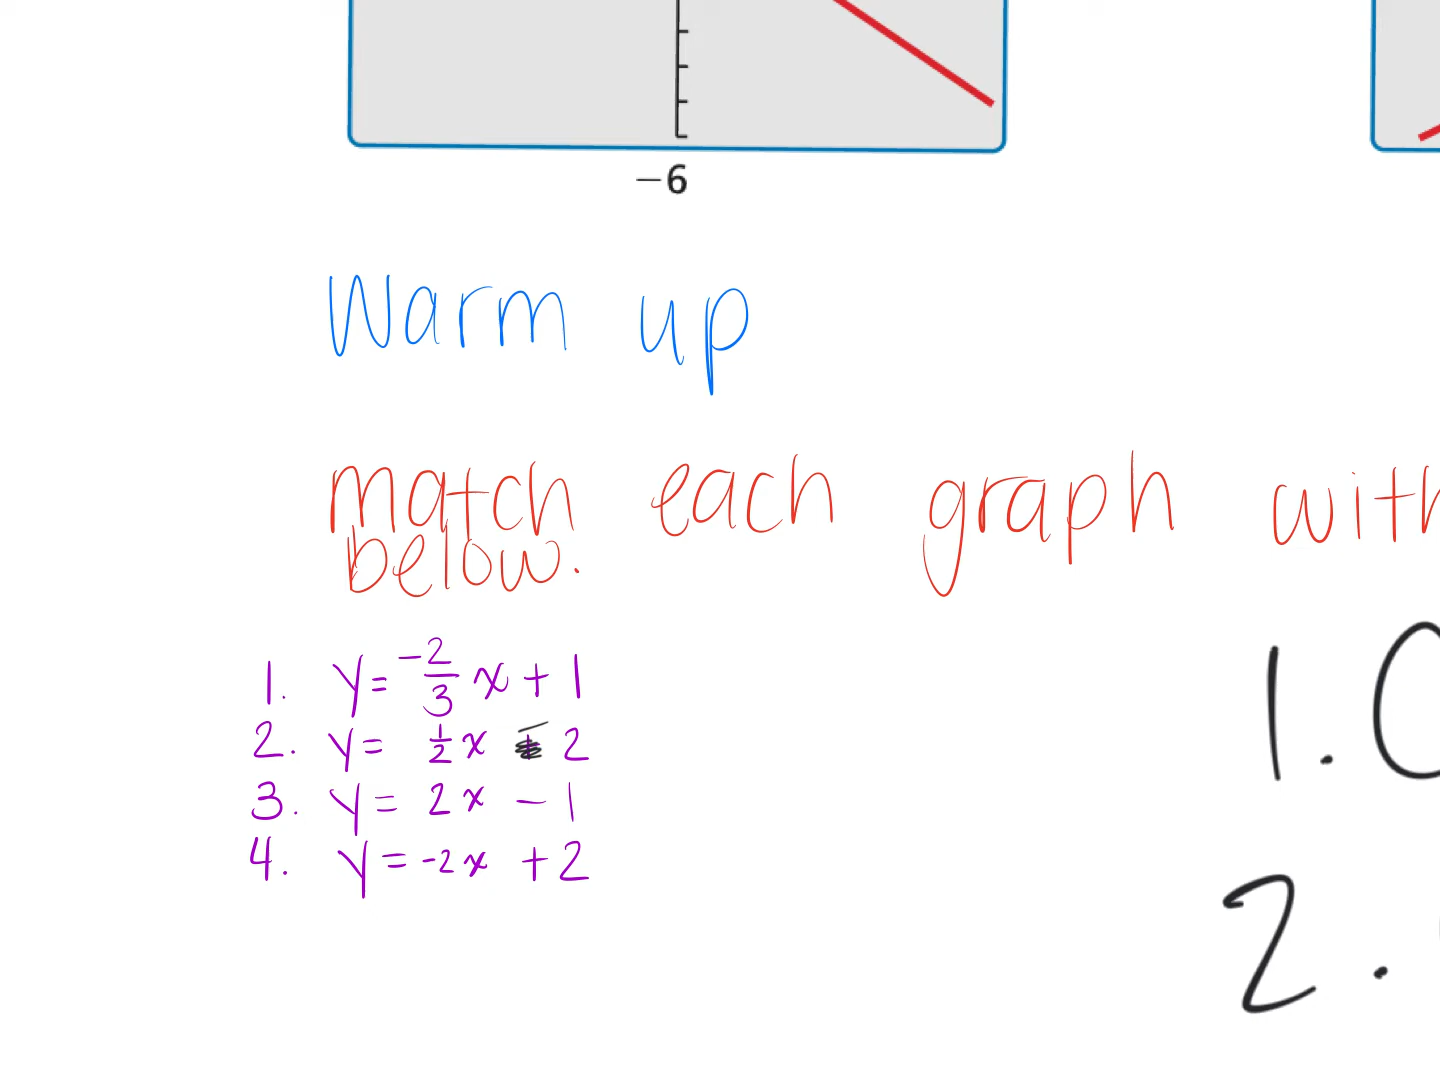 −6
Warm up
match each graph with
below.
1. y = -2/3 x + 1
2. y = 1/2 x - 2
3. y = 2x - 1
4. y = -2x + 2
1.
2.